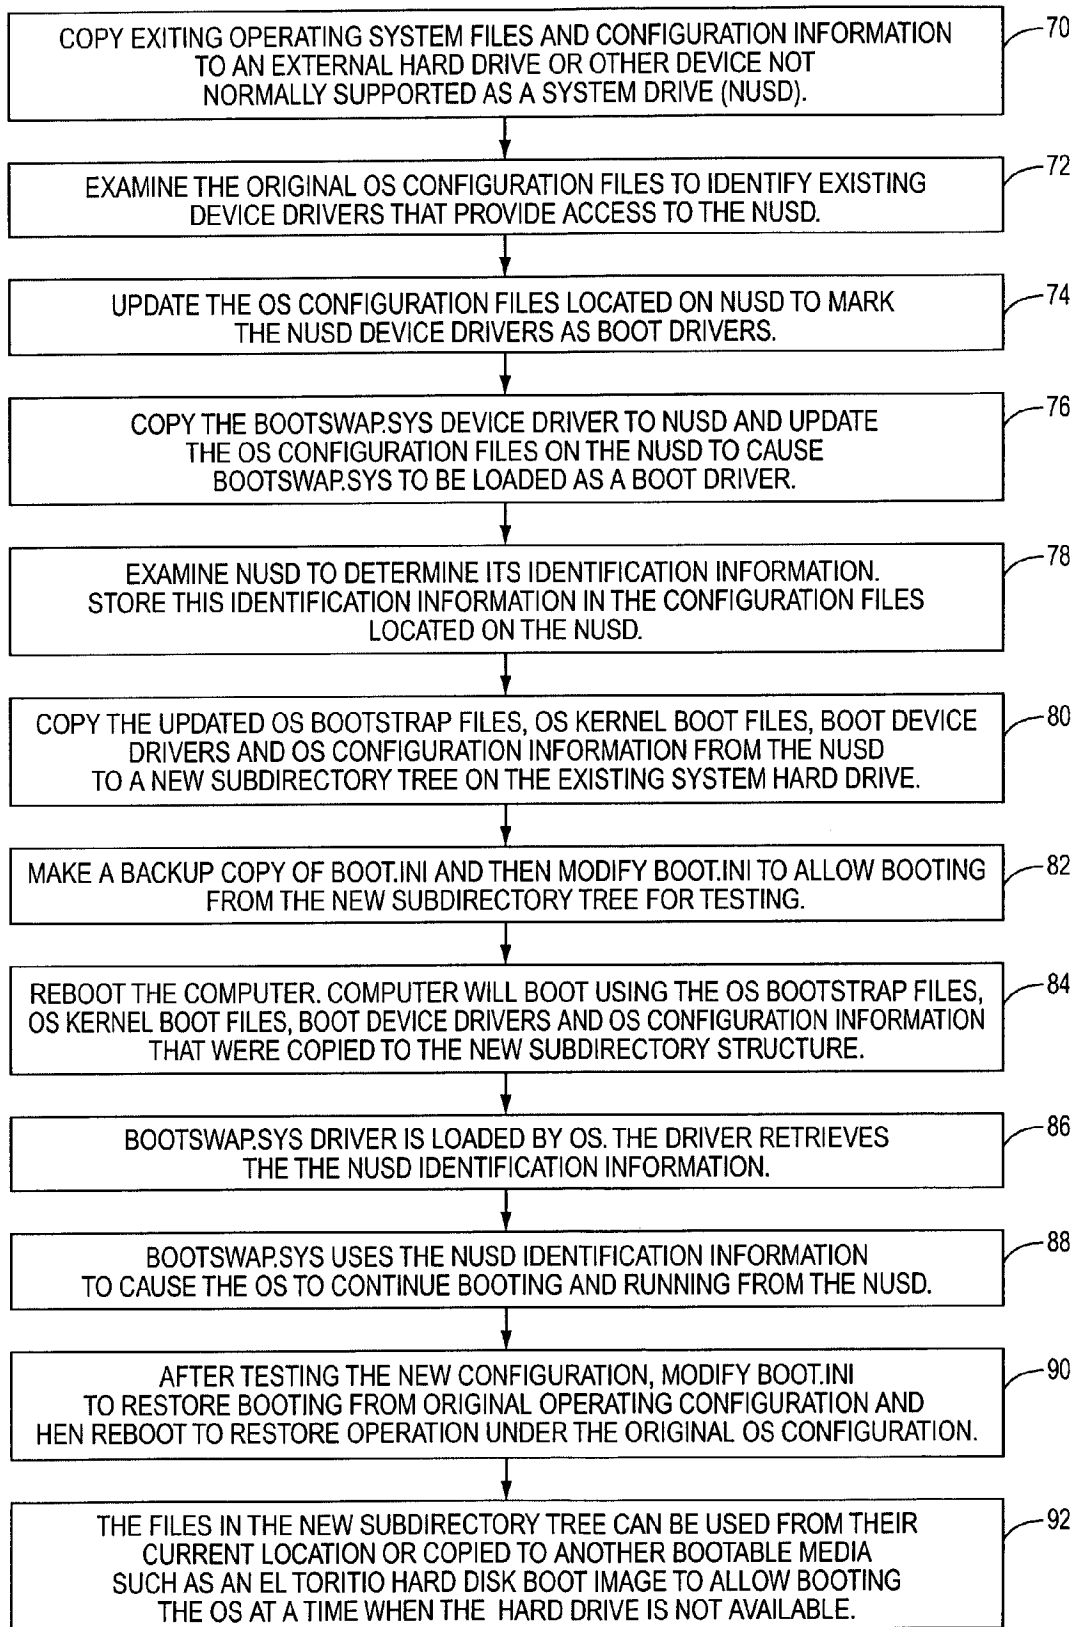 COPY EXITING OPERATING SYSTEM FILES AND CONFIGURATION INFORMATION
TO AN EXTERNAL HARD DRIVE OR OTHER DEVICE NOT
NORMALLY SUPPORTED AS A SYSTEM DRIVE (NUSD).
70
EXAMINE THE ORIGINAL OS CONFIGURATION FILES TO IDENTIFY EXISTING
DEVICE DRIVERS THAT PROVIDE ACCESS TO THE NUSD.
72
UPDATE THE OS CONFIGURATION FILES LOCATED ON NUSD TO MARK
THE NUSD DEVICE DRIVERS AS BOOT DRIVERS.
74
COPY THE BOOTSWAP.SYS DEVICE DRIVER TO NUSD AND UPDATE
THE OS CONFIGURATION FILES ON THE NUSD TO CAUSE
BOOTSWAP.SYS TO BE LOADED AS A BOOT DRIVER.
76
EXAMINE NUSD TO DETERMINE ITS IDENTIFICATION INFORMATION.
STORE THIS IDENTIFICATION INFORMATION IN THE CONFIGURATION FILES
LOCATED ON THE NUSD.
78
COPY THE UPDATED OS BOOTSTRAP FILES, OS KERNEL BOOT FILES, BOOT DEVICE
DRIVERS AND OS CONFIGURATION INFORMATION FROM THE NUSD
TO A NEW SUBDIRECTORY TREE ON THE EXISTING SYSTEM HARD DRIVE.
80
MAKE A BACKUP COPY OF BOOT.INI AND THEN MODIFY BOOT.INI TO ALLOW BOOTING
FROM THE NEW SUBDIRECTORY TREE FOR TESTING.
82
REBOOT THE COMPUTER. COMPUTER WILL BOOT USING THE OS BOOTSTRAP FILES,
OS KERNEL BOOT FILES, BOOT DEVICE DRIVERS AND OS CONFIGURATION INFORMATION
THAT WERE COPIED TO THE NEW SUBDIRECTORY STRUCTURE.
84
BOOTSWAP.SYS DRIVER IS LOADED BY OS. THE DRIVER RETRIEVES
THE THE NUSD IDENTIFICATION INFORMATION.
86
BOOTSWAP.SYS USES THE NUSD IDENTIFICATION INFORMATION
TO CAUSE THE OS TO CONTINUE BOOTING AND RUNNING FROM THE NUSD.
88
AFTER TESTING THE NEW CONFIGURATION, MODIFY BOOT.INI
TO RESTORE BOOTING FROM ORIGINAL OPERATING CONFIGURATION AND
HEN REBOOT TO RESTORE OPERATION UNDER THE ORIGINAL OS CONFIGURATION.
90
THE FILES IN THE NEW SUBDIRECTORY TREE CAN BE USED FROM THEIR
CURRENT LOCATION OR COPIED TO ANOTHER BOOTABLE MEDIA
SUCH AS AN EL TORITIO HARD DISK BOOT IMAGE TO ALLOW BOOTING
THE OS AT A TIME WHEN THE HARD DRIVE IS NOT AVAILABLE.
92